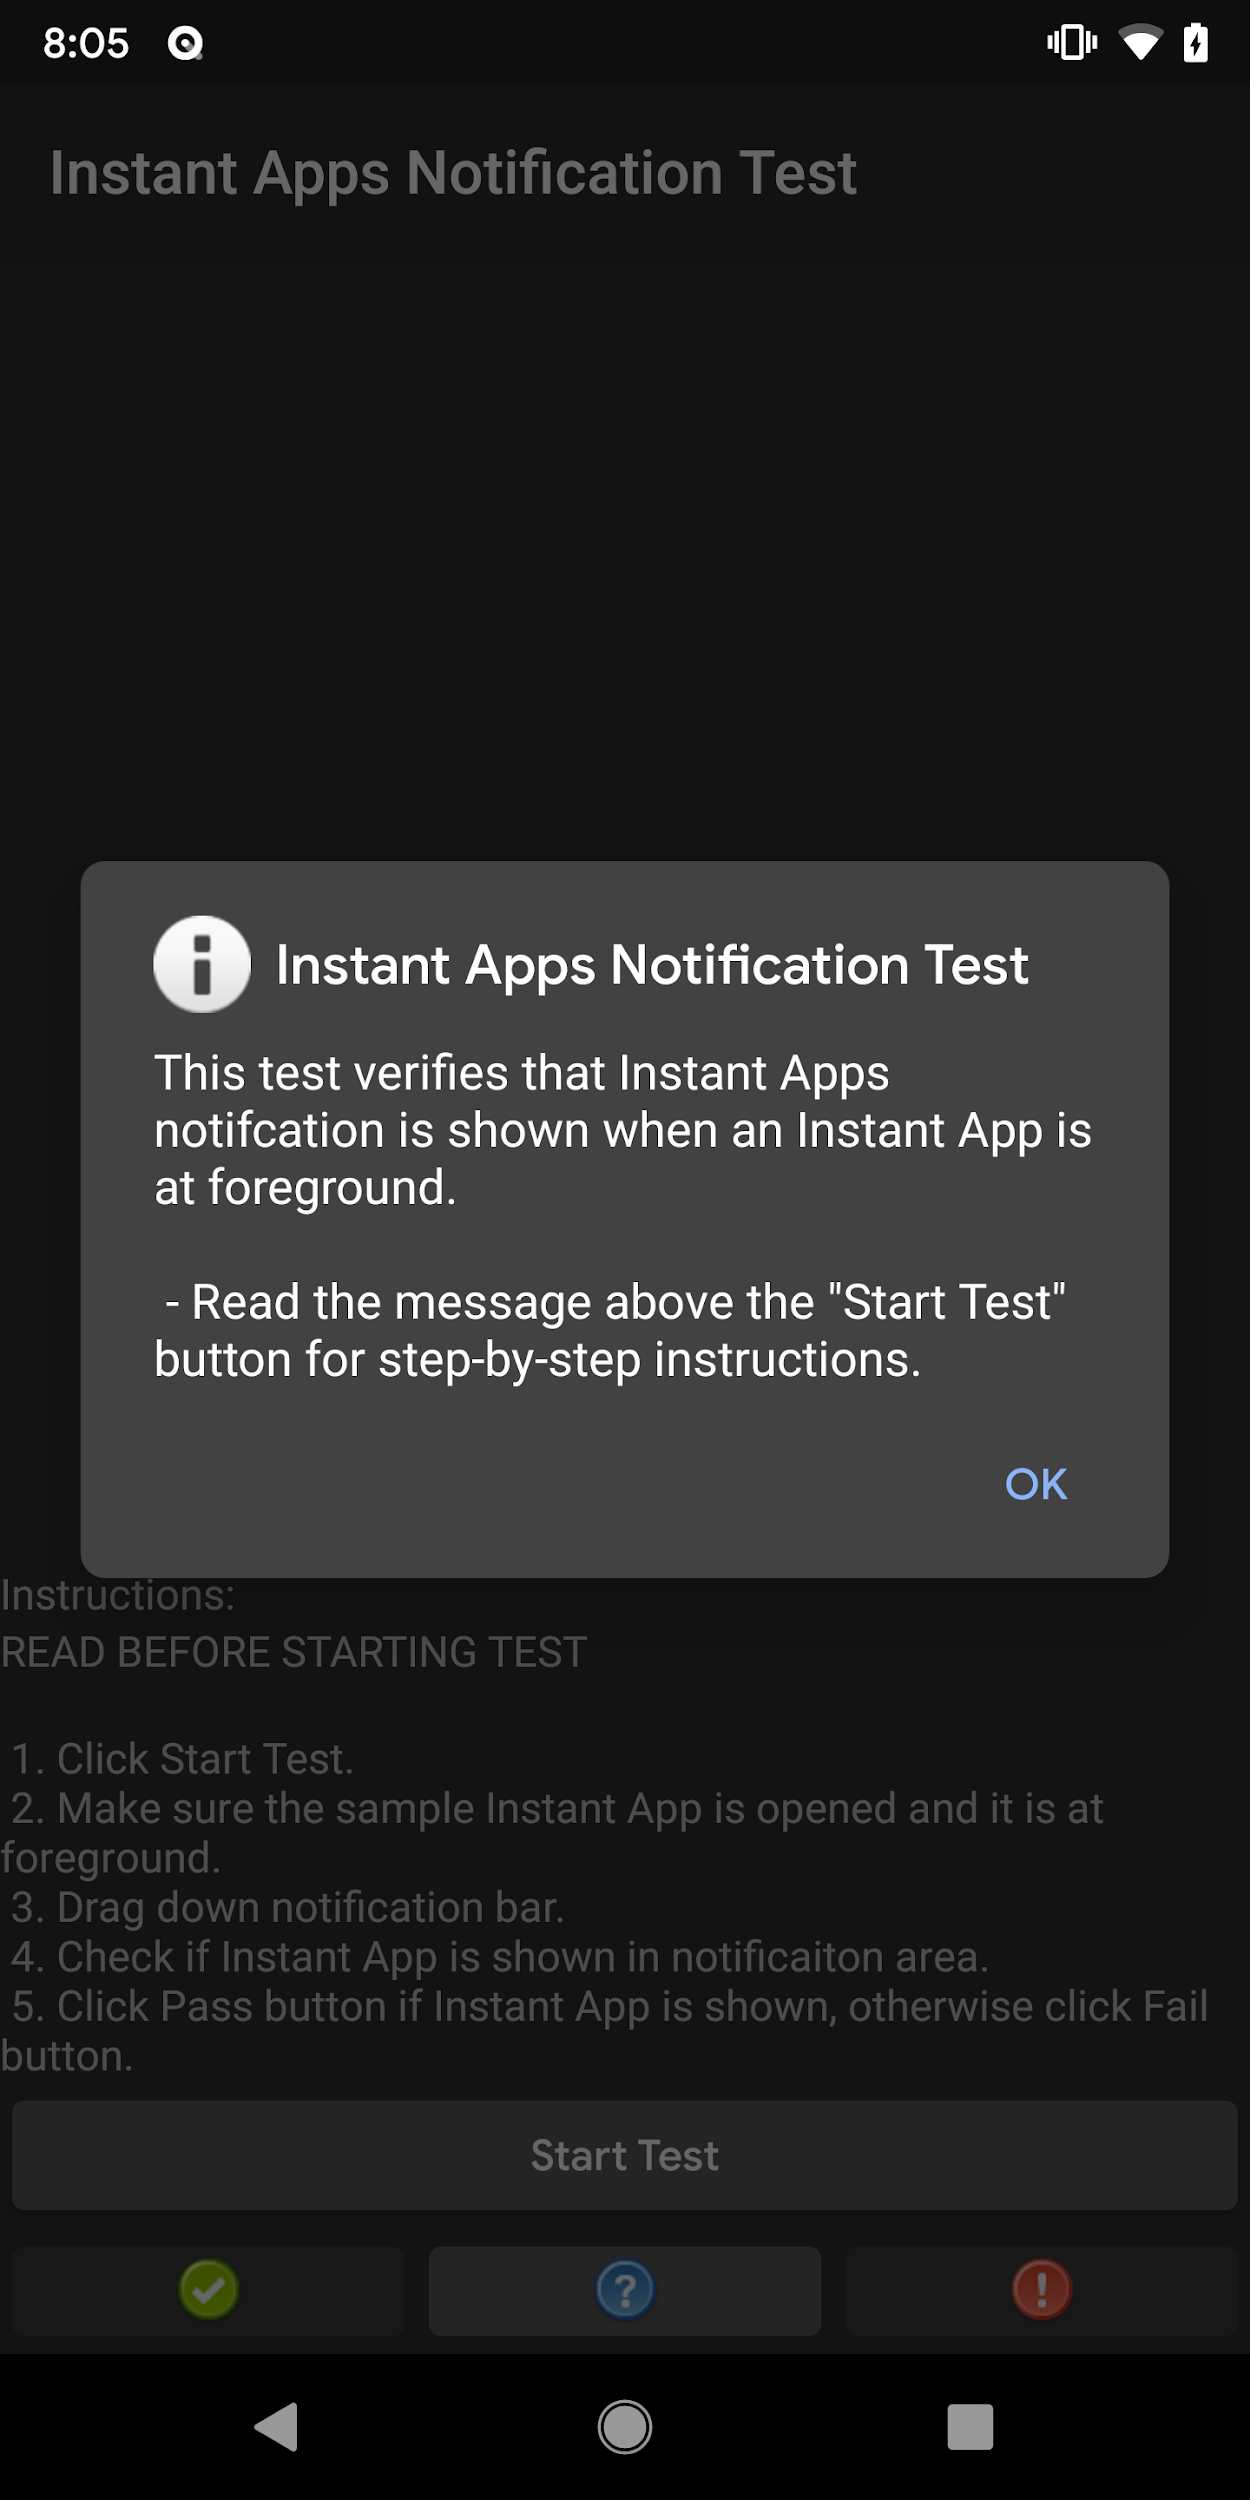 8:05
Instant Apps Notification Test
Instant Apps Notification Test
This test verifies that Instant Apps
notifcation is shown when an Instant App is
at foreground.
- Read the message above the "Start Test"
button for step-by-step instructions.
OK
Instructions:
READ BEFORE STARTING TEST
1. Click Start Test.
2. Make sure the sample Instant App is opened and it is at
foreground.
3. Drag down notification bar.
4. Check if Instant App is shown in notificaiton area.
5. Click Pass button if Instant App is shown, otherwise click Fail
button.
Start Test